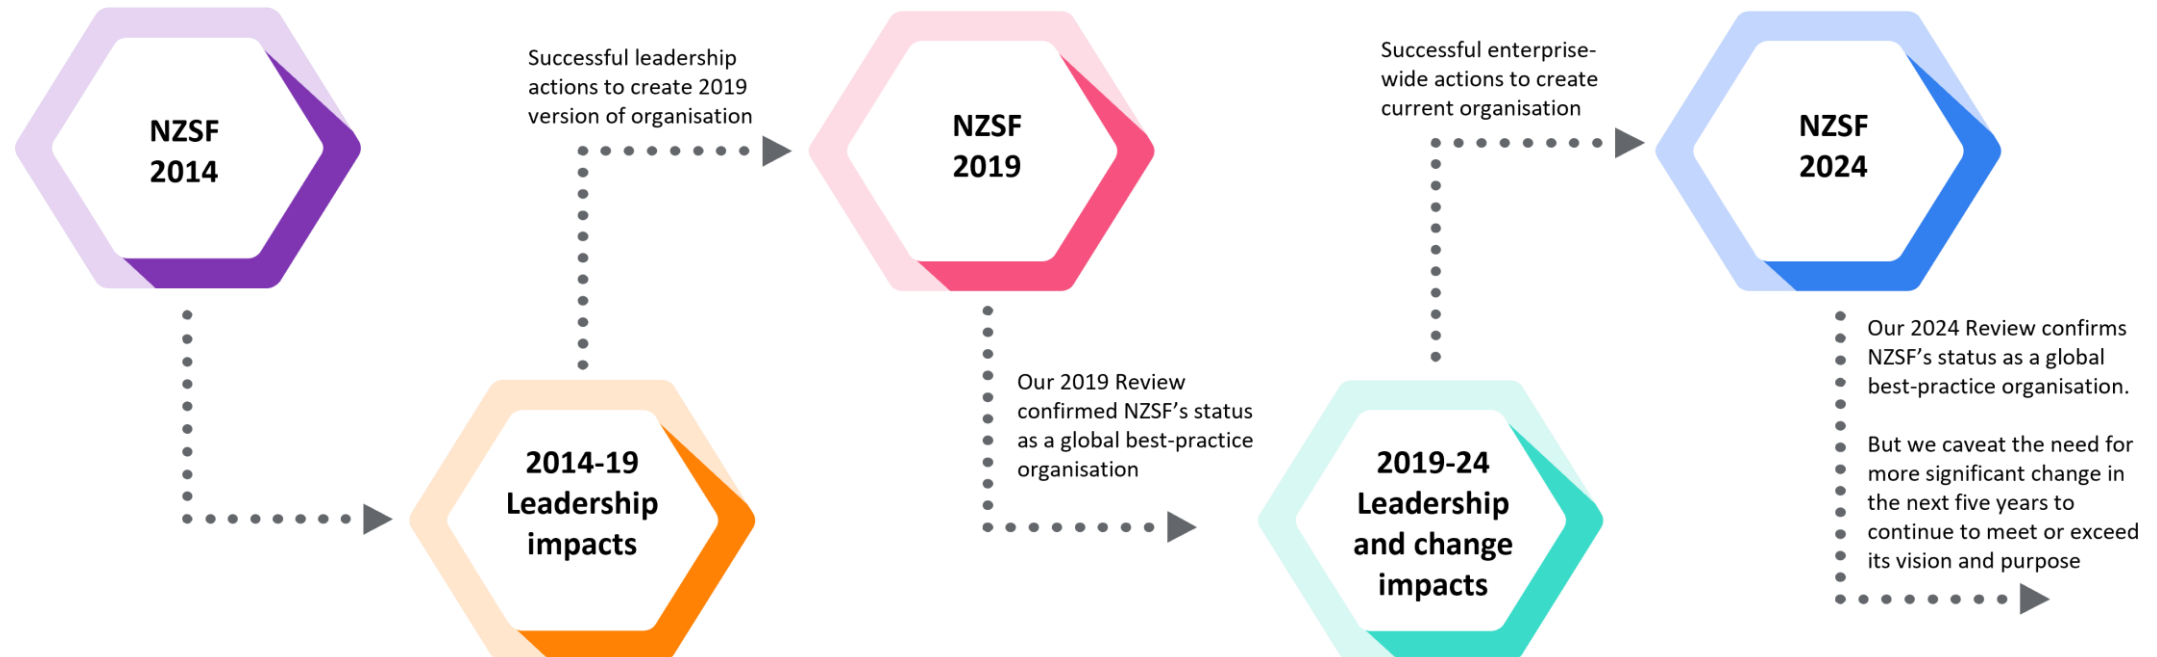 NZSF
2014
2014-19
Leadership
impacts
Successful leadership
actions to create 2019
version of organisation
NZSF
2019
Our 2019 Review
confirmed NZSF’s status
as a global best-practice
organisation
2019-24
Leadership
and change
impacts
Successful enterprise-
wide actions to create
current organisation
NZSF
2024
Our 2024 Review confirms
NZSF’s status as a global
best-practice organisation.
But we caveat the need for
more significant change in
the next five years to
continue to meet or exceed
its vision and purpose